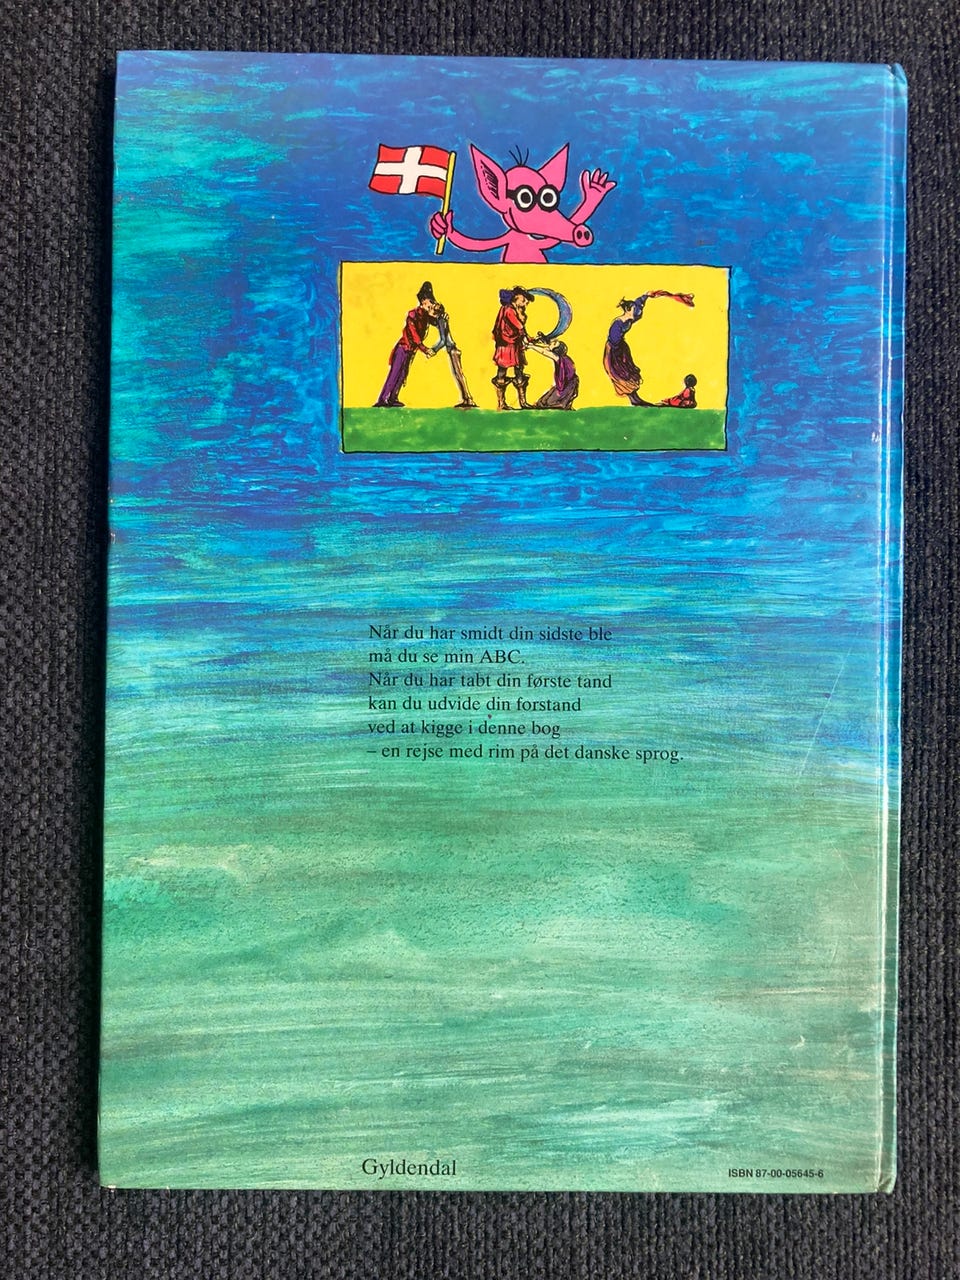 ABC
Når du har smidt din sidste ble
må du se min ABC.
Når du har tabt din første tand
kan du udvide din forstand
ved at kigge i denne bog
– en rejse med rim på det danske sprog.
Gyldendal
ISBN 87-00-05645-6